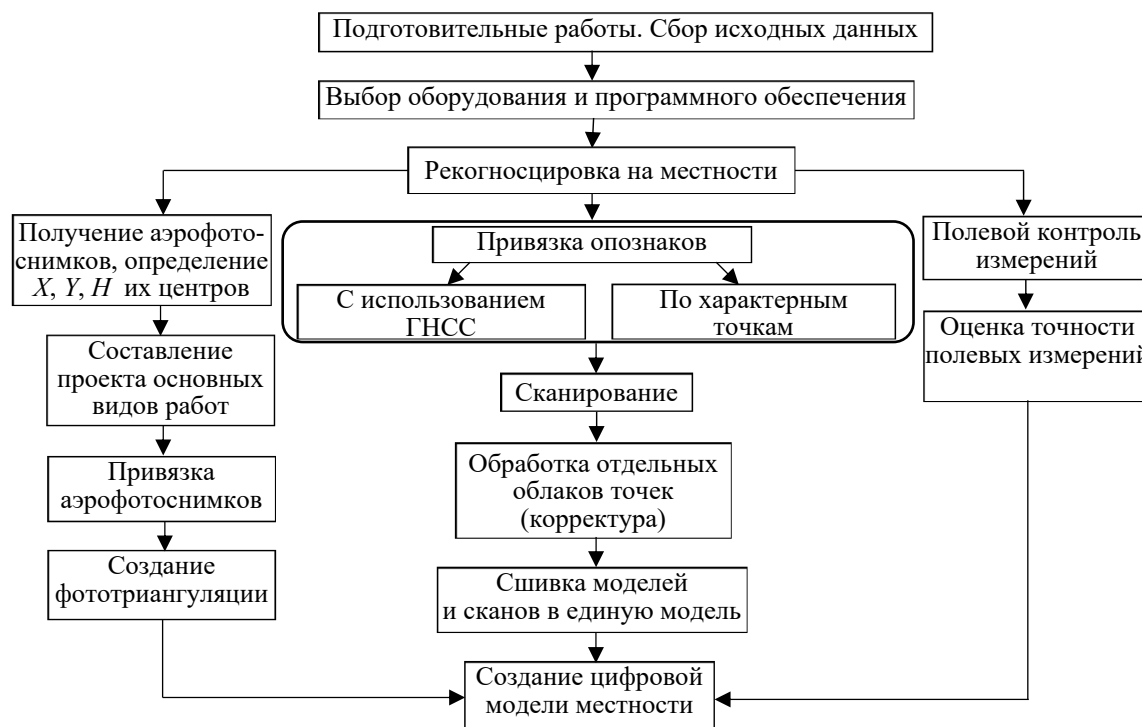 Подготовительные работы. Сбор исходных данных
Выбор оборудования и программного обеспечения
Рекогносцировка на местности
Получение аэрофото-
снимков, определение
X, Y, H их центров
Составление
проекта основных
видов работ
Привязка
аэрофотоснимков
Создание
фототриангуляции
Привязка опознаков
С использованием
ГНСС
По характерным
точкам
Сканирование
Обработка отдельных
облаков точек
(корректура)
Сшивка моделей
и сканов в единую модель
Полевой контроль
измерений
Оценка точности
полевых измерений
Создание цифровой
модели местности